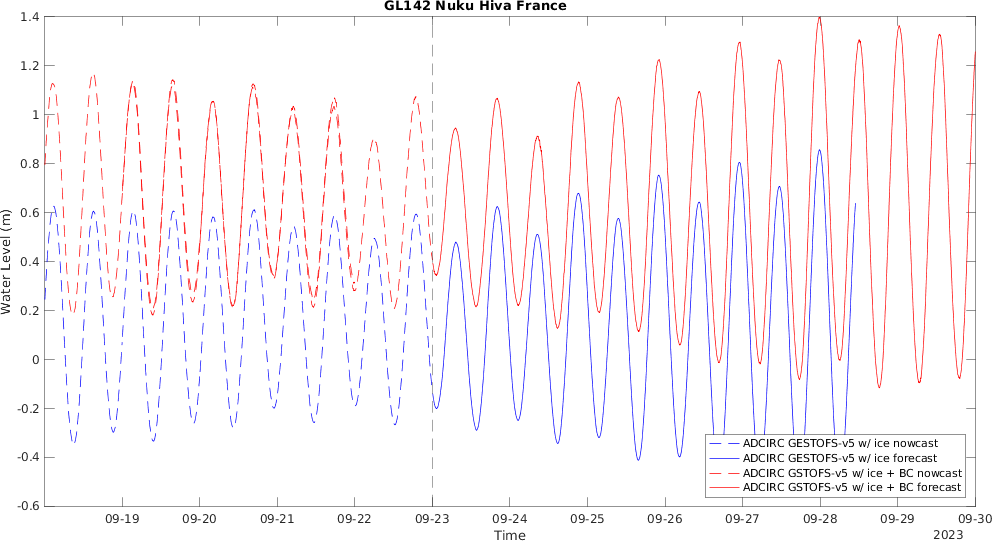 GL142 Nuku Hiva France
1.4
1.2
1
0.8
0.6
0.4
0.2
0
-0.2
-0.4
-0.6
Water Level (m)
ADCIRC GESTOFS-v5 w/ ice nowcast
ADCIRC GESTOFS-v5 w/ ice forecast
ADCIRC GSTOFS-v5 w/ ice + BC nowcast
ADCIRC GSTOFS-v5 w/ ice + BC forecast
09-19 09-20 09-21 09-22 09-23 09-24 09-25 09-26 09-27 09-28 09-29 09-30
Time
2023